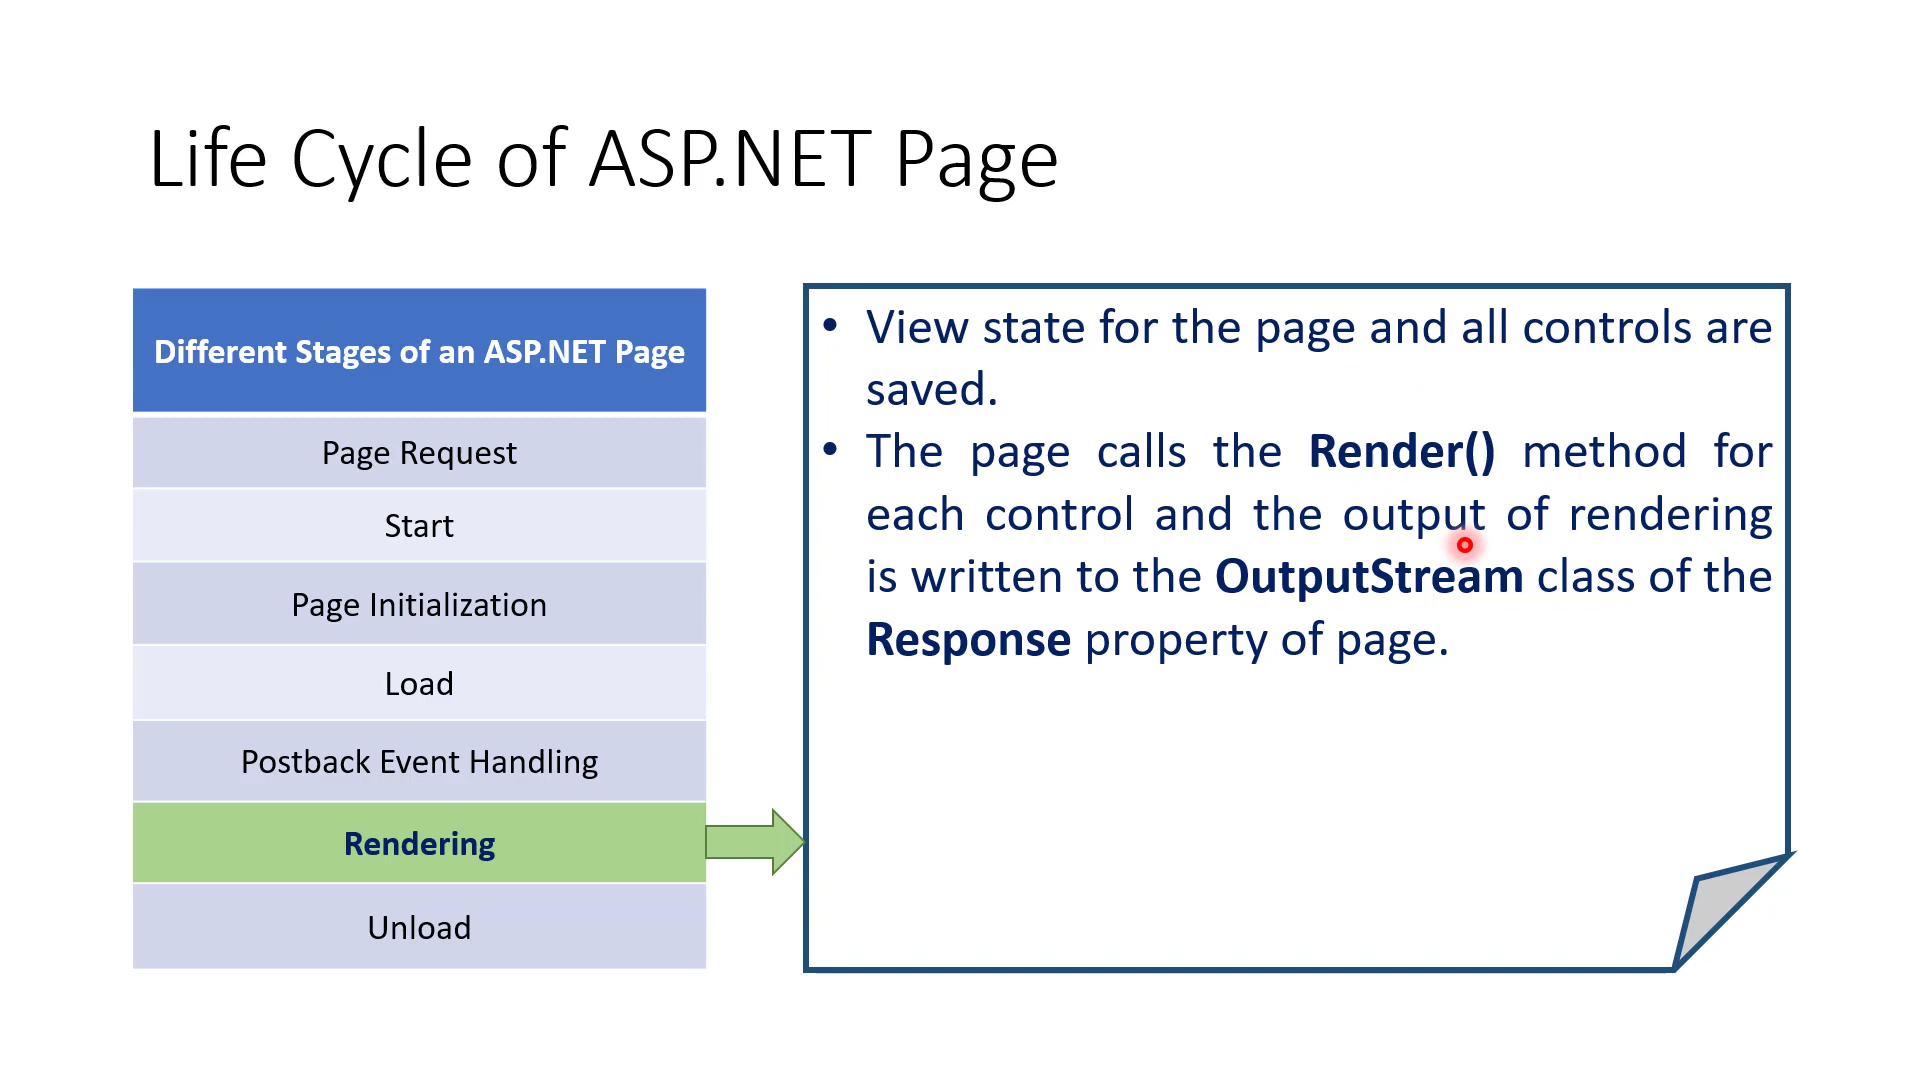 Life Cycle of ASP.NET Page
Different Stages of an ASP.NET Page
Page Request
Start
Page Initialization
Load
Postback Event Handling
Rendering
Unload
• View state for the page and all controls are
saved.
• The page calls the Render() method for
each control and the output of rendering
is written to the OutputStream class of the
Response property of page.